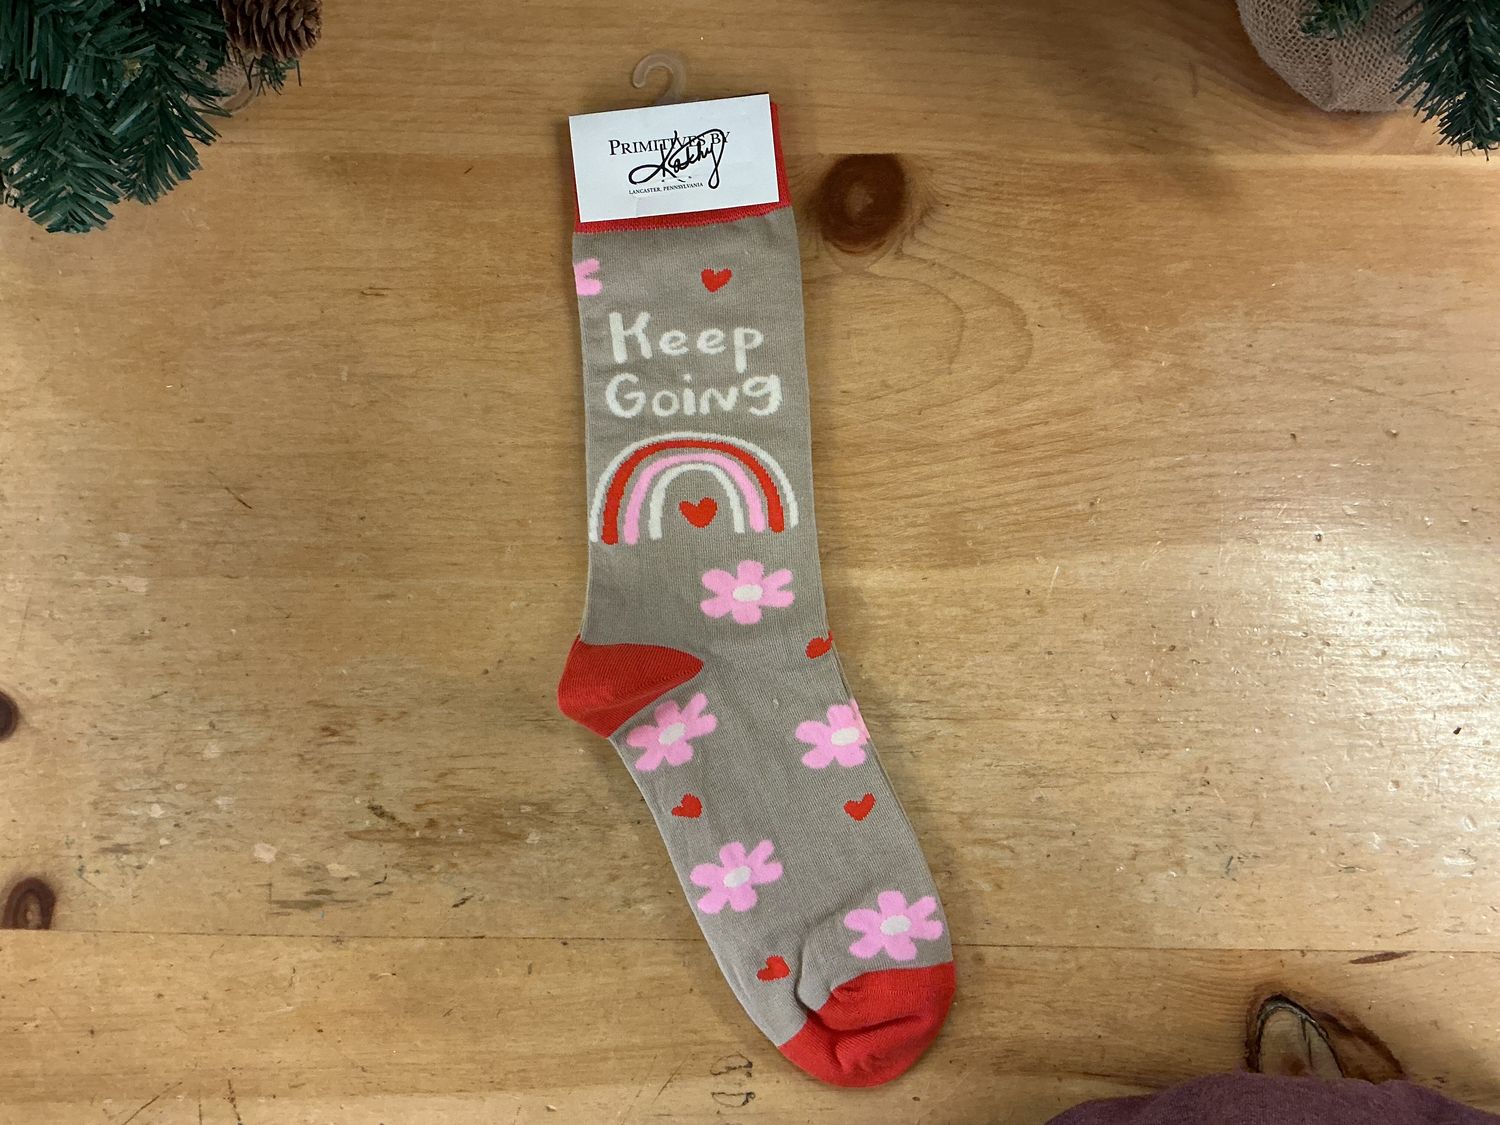 PRIMITIVES BY
Kathy
LANCASTER, PENNSYLVANIA
Keep
Going